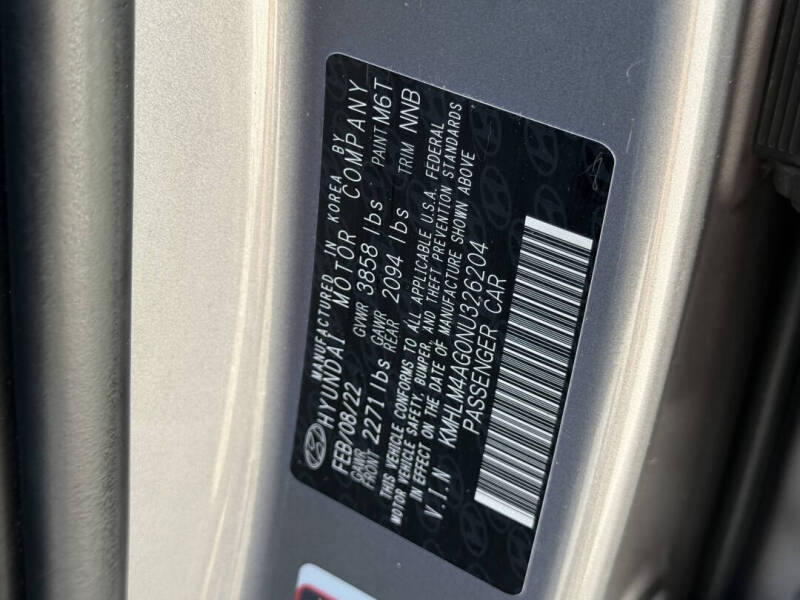 MANUFACTURED IN KOREA BY
HYUNDAI MOTOR COMPANY
FEB/08/22 GVWR 3858 lbs PAINT M6T
GAWR FRONT 2271 lbs GAWR REAR 2094 lbs TRIM NNB
THIS VEHICLE CONFORMS TO ALL APPLICABLE U.S.A. FEDERAL
MOTOR VEHICLE SAFETY, BUMPER, AND THEFT PREVENTION STANDARDS
IN EFFECT ON THE DATE OF MANUFACTURE SHOWN ABOVE
V.I.N KMHLM4AG0NU326204
PASSENGER CAR